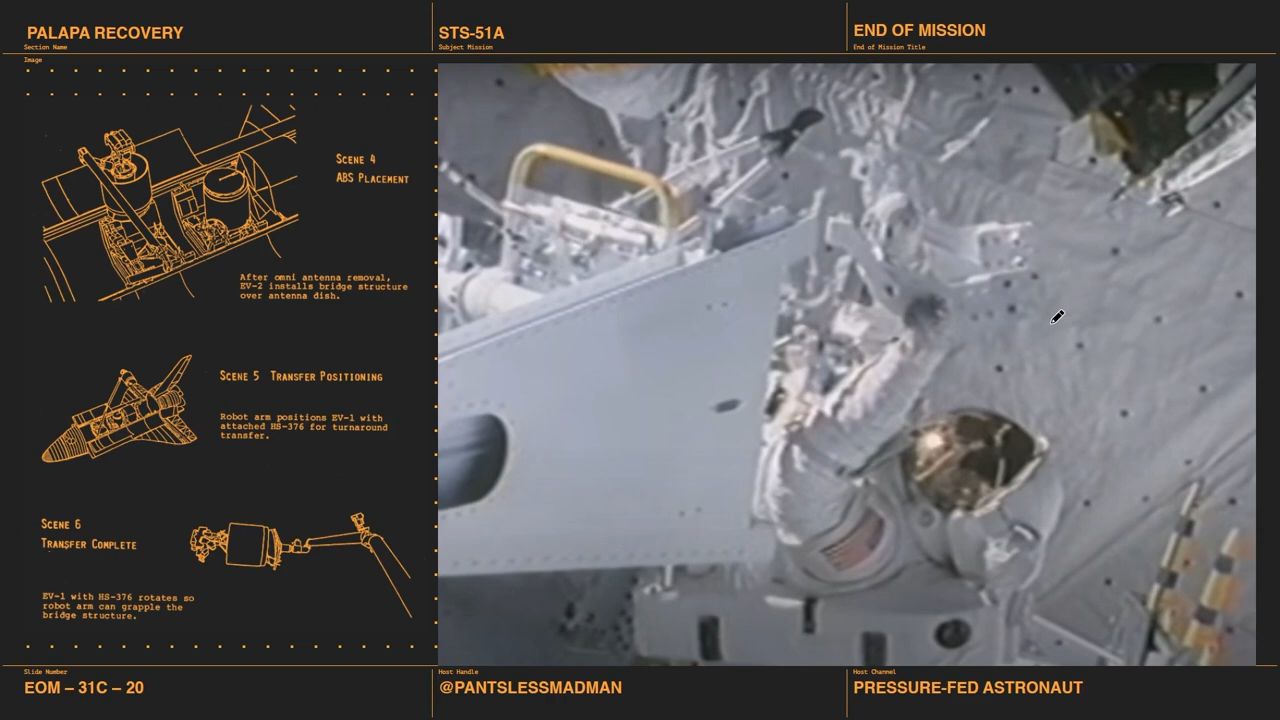 PALAPA RECOVERY
Section Name
STS-51A
Subject Mission
END OF MISSION
End of Mission Title
Image
SCENE 4
ABS PLACEMENT
After omni antenna removal,
EV-2 installs bridge structure
over antenna dish.
SCENE 5 TRANSFER POSITIONING
Robot arm positions EV-1 with
attached HS-376 for turnaround
transfer.
SCENE 6
TRANSFER COMPLETE
EV-1 with HS-376 rotates so
robot arm can grapple the
bridge structure.
Slide Number
EOM – 31C – 20
Host Handle
@PANTSLESSMADMAN
Host Channel
PRESSURE-FED ASTRONAUT